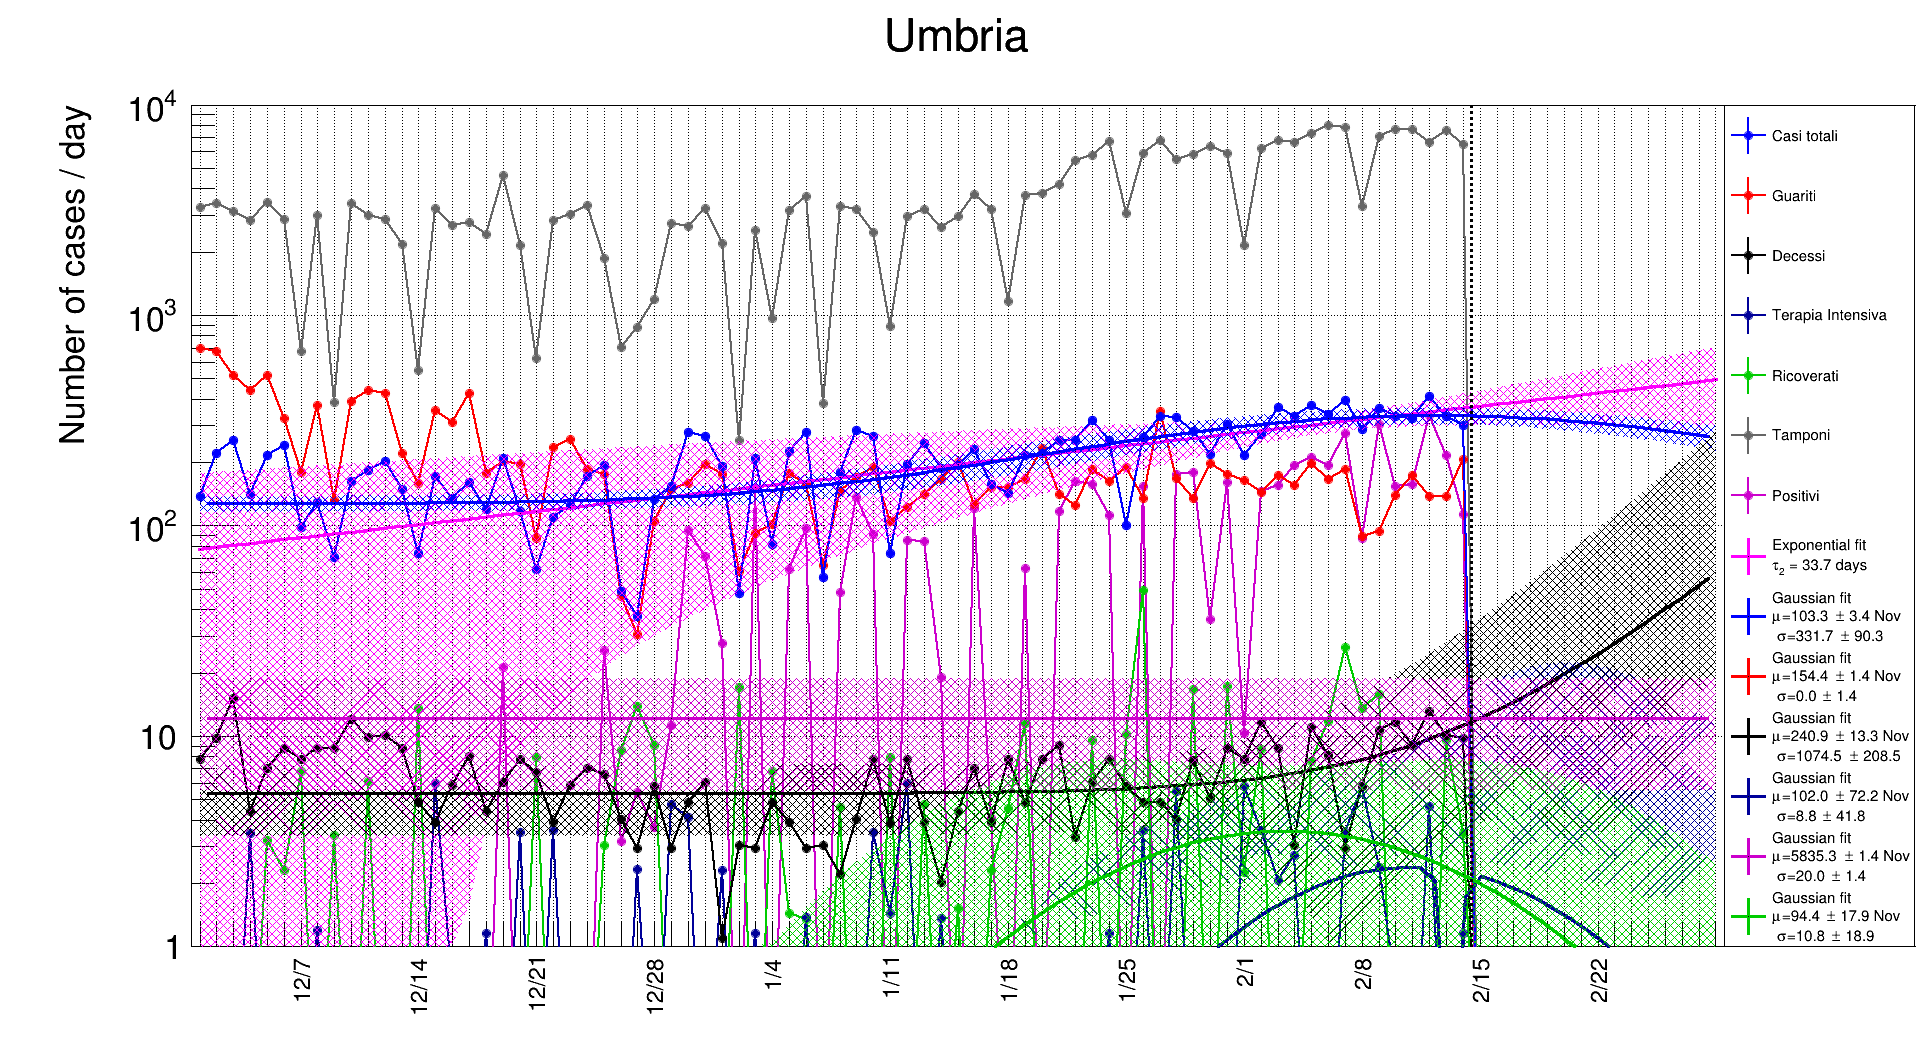 Umbria
Number of cases / day
10^4
10^3
10^2
10
1
12/7
12/14
12/21
12/28
1/4
1/11
1/18
1/25
2/1
2/8
2/15
2/22
Casi totali
Guariti
Decessi
Terapia Intensiva
Ricoverati
Tamponi
Positivi
Exponential fit
τ2 = 33.7 days
Gaussian fit
μ=103.3 ± 3.4 Nov
σ=331.7 ± 90.3
Gaussian fit
μ=154.4 ± 1.4 Nov
σ=0.0 ± 1.4
Gaussian fit
μ=240.9 ± 13.3 Nov
σ=1074.5 ± 208.5
Gaussian fit
μ=102.0 ± 72.2 Nov
σ=8.8 ± 41.8
Gaussian fit
μ=5835.3 ± 1.4 Nov
σ=20.0 ± 1.4
Gaussian fit
μ=94.4 ± 17.9 Nov
σ=10.8 ± 18.9